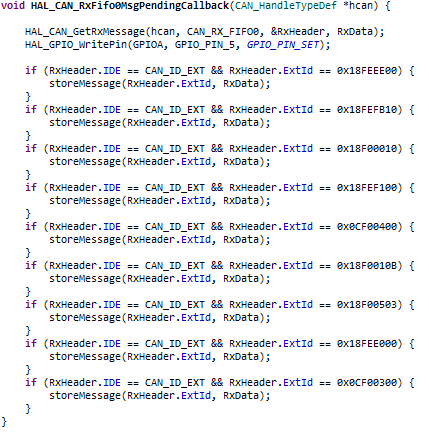 void HAL_CAN_RxFifo0MsgPendingCallback(CAN_HandleTypeDef *hcan) {
HAL_CAN_GetRxMessage(hcan, CAN_RX_FIFO0, &RxHeader, RxData);
HAL_GPIO_WritePin(GPIOA, GPIO_PIN_5, GPIO_PIN_SET);
if (RxHeader.IDE == CAN_ID_EXT && RxHeader.ExtId == 0x18FEEE00) {
storeMessage(RxHeader.ExtId, RxData);
}
if (RxHeader.IDE == CAN_ID_EXT && RxHeader.ExtId == 0x18FEFB10) {
storeMessage(RxHeader.ExtId, RxData);
}
if (RxHeader.IDE == CAN_ID_EXT && RxHeader.ExtId == 0x18F00010) {
storeMessage(RxHeader.ExtId, RxData);
}
if (RxHeader.IDE == CAN_ID_EXT && RxHeader.ExtId == 0x18FEF100) {
storeMessage(RxHeader.ExtId, RxData);
}
if (RxHeader.IDE == CAN_ID_EXT && RxHeader.ExtId == 0x0CF00400) {
storeMessage(RxHeader.ExtId, RxData);
}
if (RxHeader.IDE == CAN_ID_EXT && RxHeader.ExtId == 0x18F0010B) {
storeMessage(RxHeader.ExtId, RxData);
}
if (RxHeader.IDE == CAN_ID_EXT && RxHeader.ExtId == 0x18F00503) {
storeMessage(RxHeader.ExtId, RxData);
}
if (RxHeader.IDE == CAN_ID_EXT && RxHeader.ExtId == 0x18FEE000) {
storeMessage(RxHeader.ExtId, RxData);
}
if (RxHeader.IDE == CAN_ID_EXT && RxHeader.ExtId == 0x0CF00300) {
storeMessage(RxHeader.ExtId, RxData);
}
}